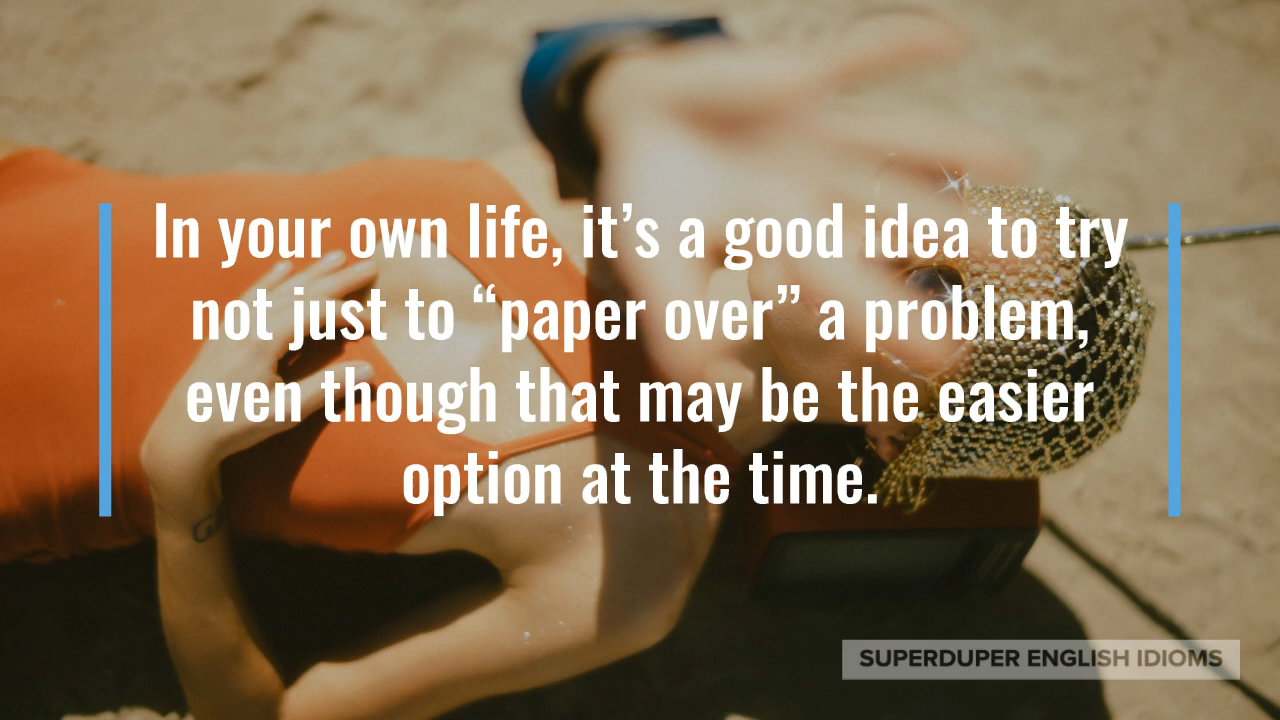 In your own life, it’s a good idea to try
not just to “paper over” a problem,
even though that may be the easier
option at the time.
SUPERDUPER ENGLISH IDIOMS